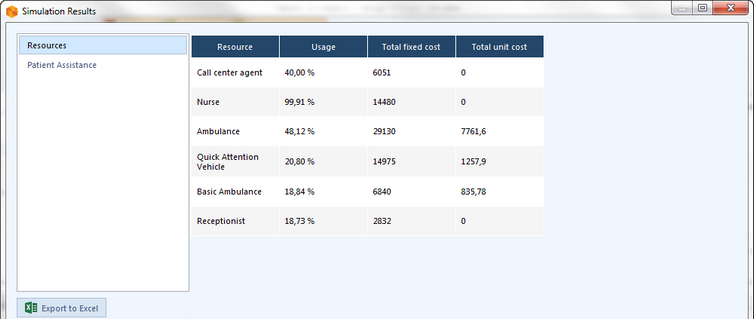 Simulation Results
Resources
Patient Assistance
Resource Usage Total fixed cost Total unit cost
Call center agent 40,00 % 6051 0
Nurse 99,91 % 14480 0
Ambulance 48,12 % 29130 7761,6
Quick Attention
Vehicle 20,80 % 14975 1257,9
Basic Ambulance 18,84 % 6840 835,78
Receptionist 18,73 % 2832 0
Export to Excel